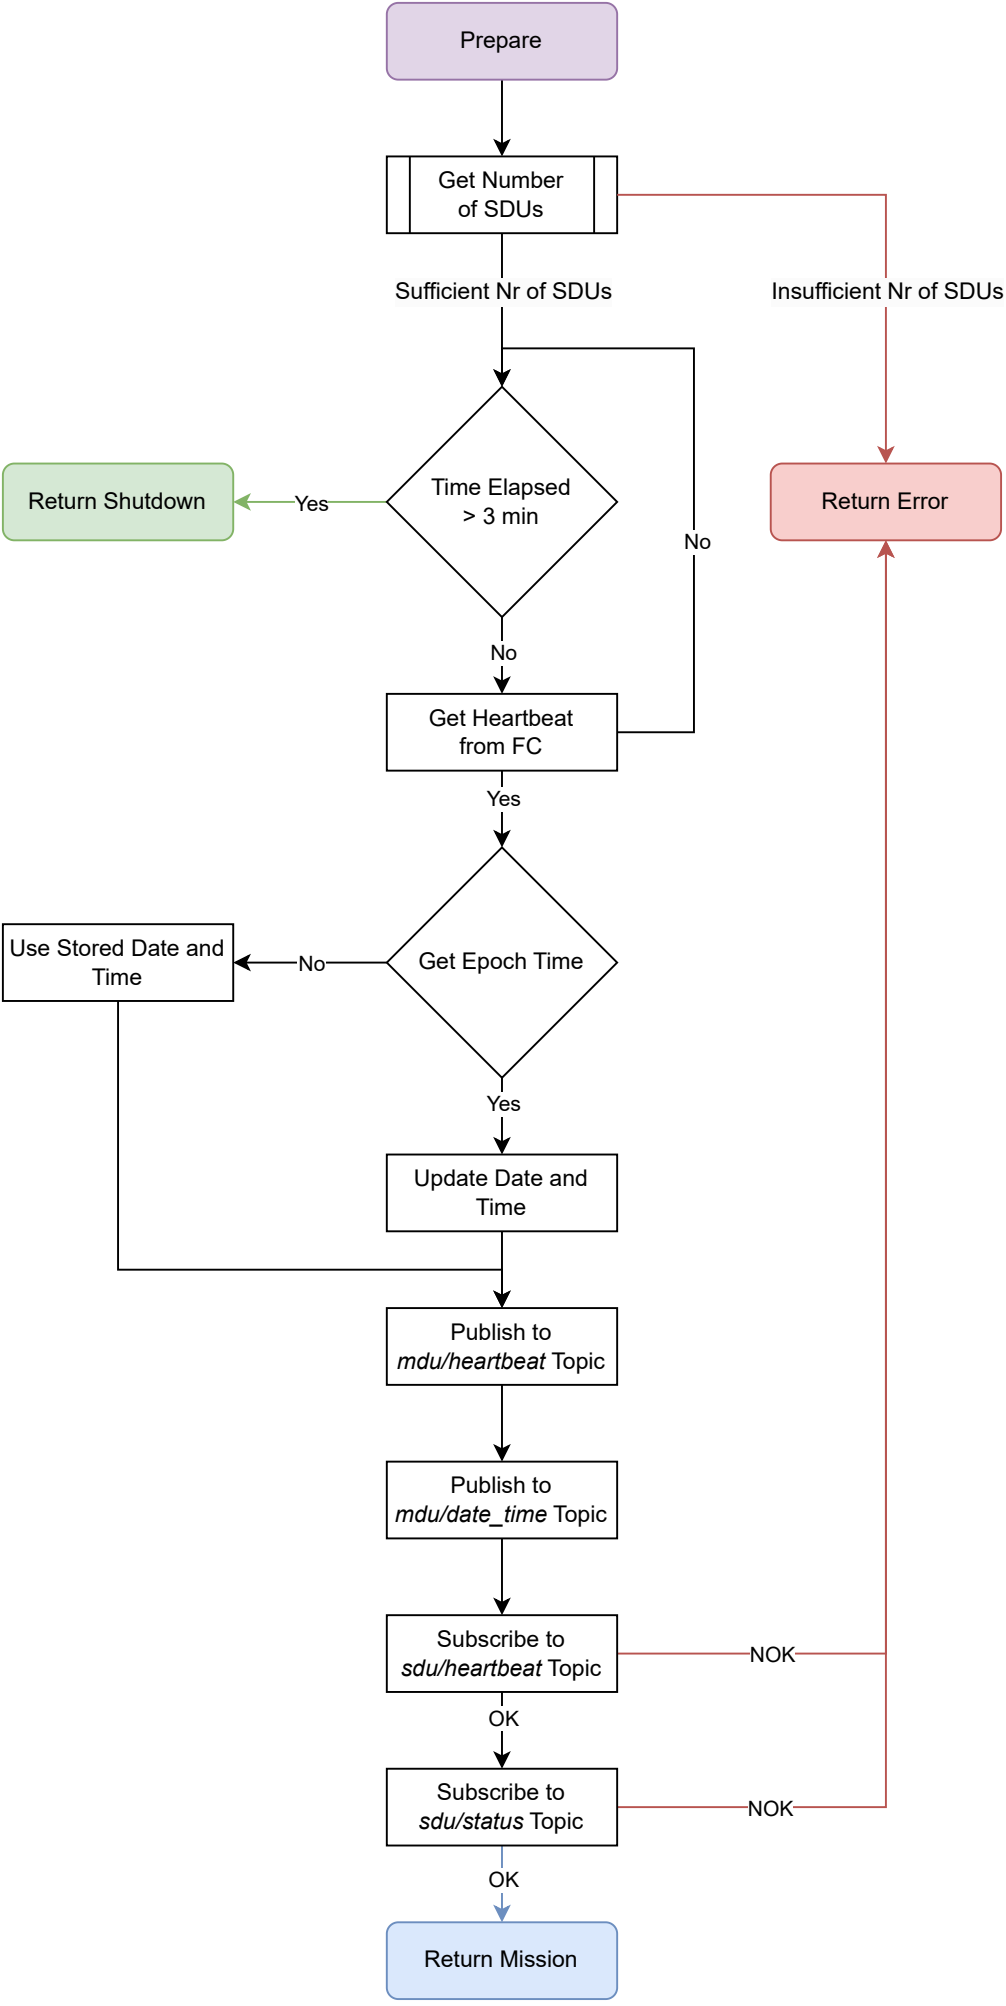 Prepare
Get Number
of SDUs
Sufficient Nr of SDUs
Insufficient Nr of SDUs
Time Elapsed
> 3 min
Yes
Return Shutdown
Return Error
No
No
Get Heartbeat
from FC
Yes
Get Epoch Time
No
Use Stored Date and
Time
Yes
Update Date and
Time
Publish to
mdu/heartbeat Topic
Publish to
mdu/date_time Topic
Subscribe to
sdu/heartbeat Topic
NOK
OK
Subscribe to
sdu/status Topic
NOK
OK
Return Mission